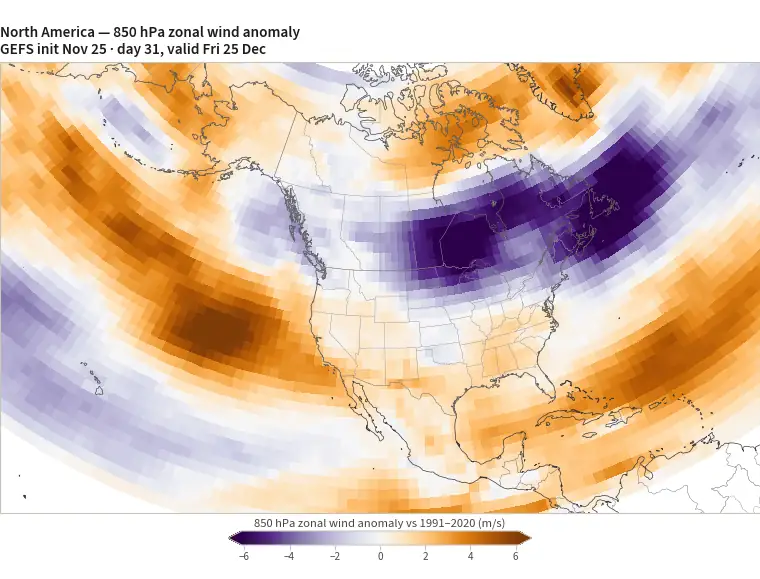 North America — 850 hPa zonal wind anomaly
GEFS init Nov 25 · day 31, valid Fri 25 Dec
850 hPa zonal wind anomaly vs 1991–2020 (m/s)
−6 −4 −2 0 2 4 6